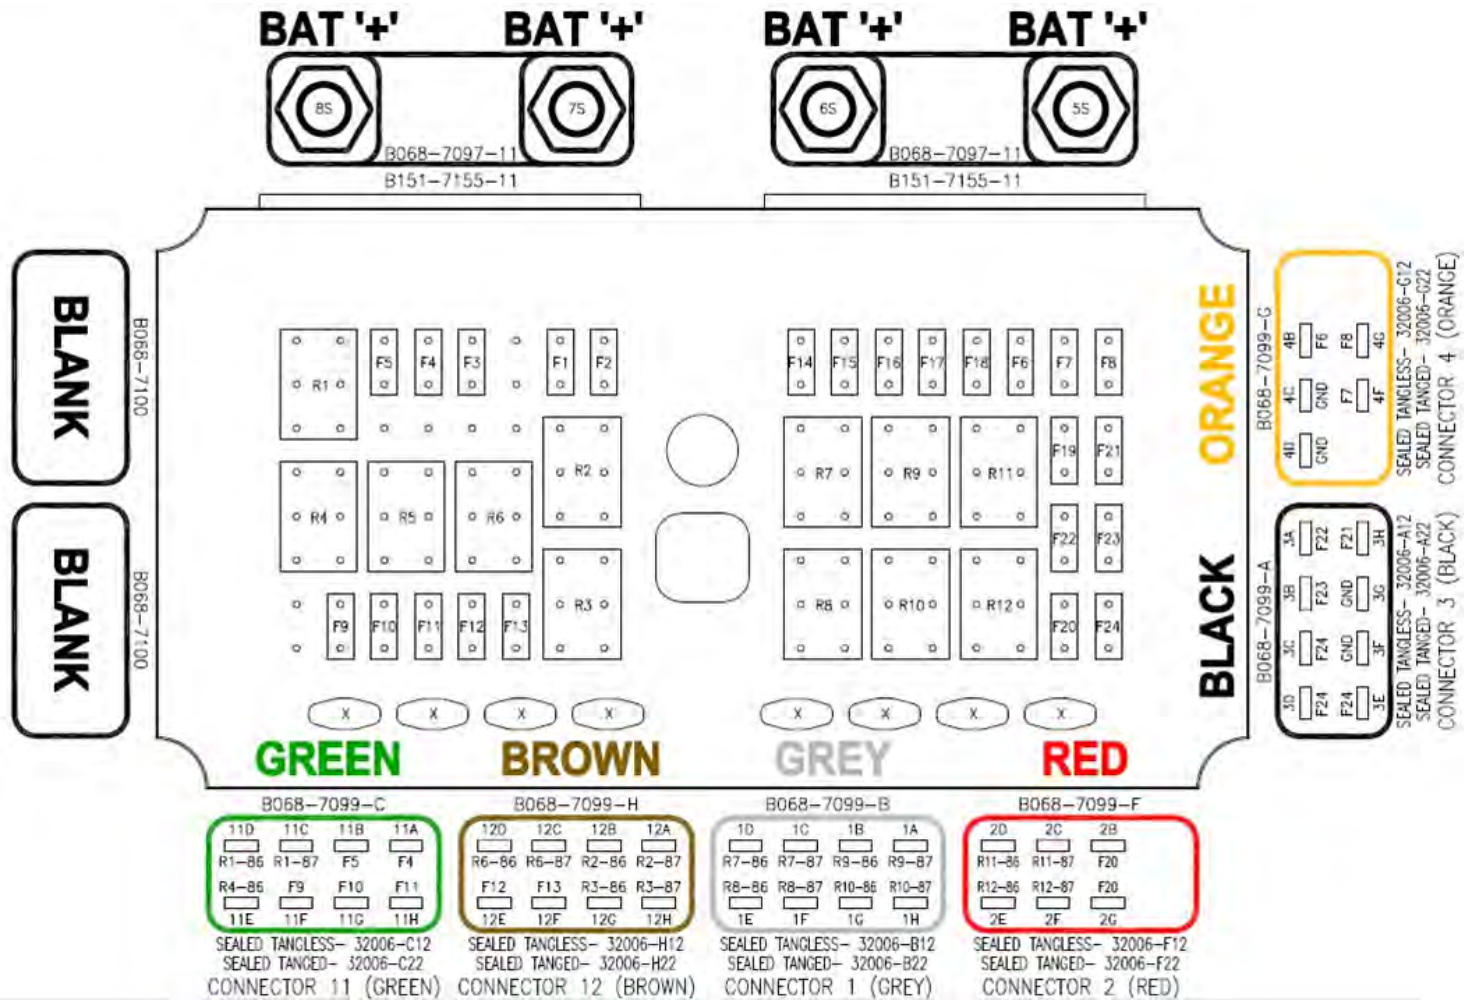 BAT '+' BAT '+' BAT '+' BAT '+'
8S 7S 6S 5S
B068-7097-11 B068-7097-11
B151-7155-11 B151-7155-11
BLANK
B068-7100
BLANK
B068-7100
R1 F5 F4 F3 F1 F2
R2
R4 R5 R6
R3
F9 F10 F11 F12 F13
X X X X
F14 F15 F16 F17 F18 F6 F7 F8
R7 R9 R11 F19 F21
F22 F23
R8 R10 R12 F20 F24
X X X X
ORANGE
B068-7099-G
4B F6 F8 4G
4C GND F7 4F
4D GND
SEALED TANGLESS- 32006-G12
SEALED TANGED- 32006-G22
CONNECTOR 4 (ORANGE)
BLACK
B068-7099-A
3A F22 F21 3H
3B F23 GND 3G
3C F24 GND 3F
3D F24 F24 3E
SEALED TANGLESS- 32006-A12
SEALED TANGED- 32006-A22
CONNECTOR 3 (BLACK)
GREEN BROWN GREY RED
B068-7099-C
11D 11C 11B 11A
R1-86 R1-87 F5 F4
R4-86 F9 F10 F11
11E 11F 11G 11H
SEALED TANGLESS- 32006-C12
SEALED TANGED- 32006-C22
CONNECTOR 11 (GREEN)
B068-7099-H
12D 12C 12B 12A
R6-86 R6-87 R2-86 R2-87
F12 F13 R3-86 R3-87
12E 12F 12G 12H
SEALED TANGLESS- 32006-H12
SEALED TANGED- 32006-H22
CONNECTOR 12 (BROWN)
B068-7099-B
1D 1C 1B 1A
R7-86 R7-87 R9-86 R9-87
R8-86 R8-87 R10-86 R10-87
1E 1F 1G 1H
SEALED TANGLESS- 32006-B12
SEALED TANGED- 32006-B22
CONNECTOR 1 (GREY)
B068-7099-F
2D 2C 2B
R11-86 R11-87 F20
R12-86 R12-87 F20
2E 2F 2G
SEALED TANGLESS- 32006-F12
SEALED TANGED- 32006-F22
CONNECTOR 2 (RED)